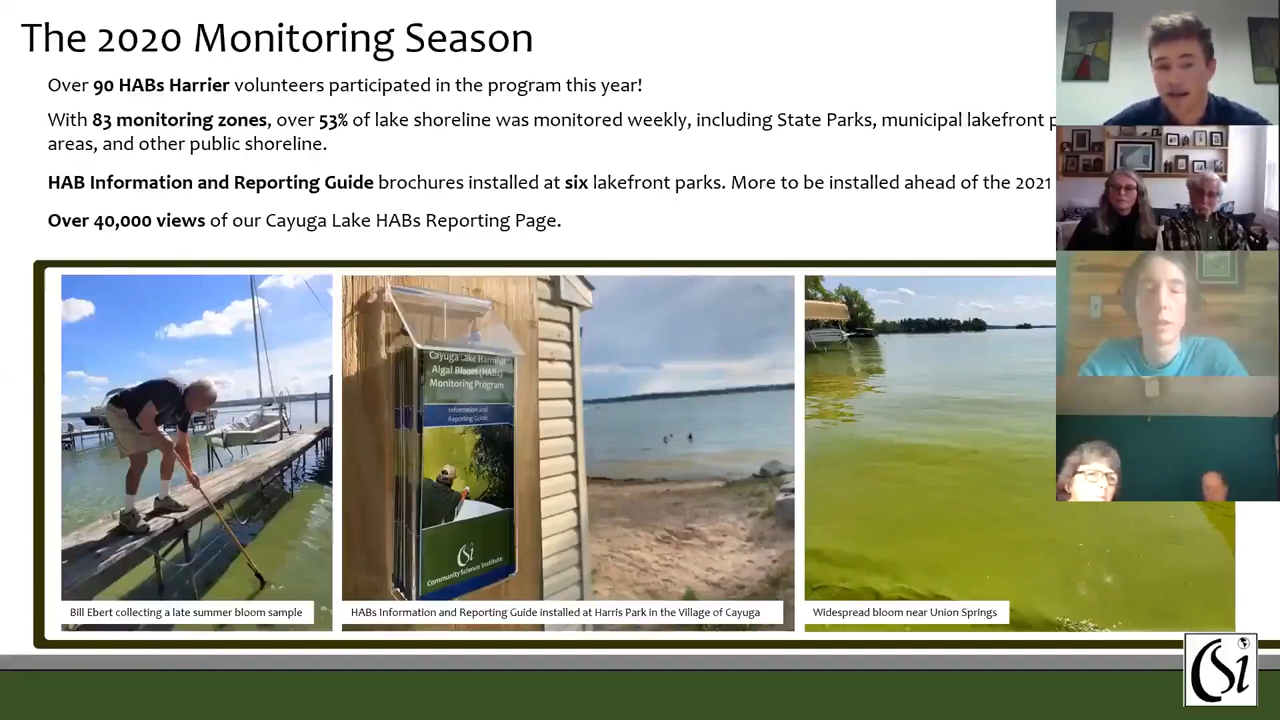 The 2020 Monitoring Season
Over 90 HABs Harrier volunteers participated in the program this year!
With 83 monitoring zones, over 53% of lake shoreline was monitored weekly, including State Parks, municipal lakefront
areas, and other public shoreline.
HAB Information and Reporting Guide brochures installed at six lakefront parks. More to be installed ahead of the 2021
Over 40,000 views of our Cayuga Lake HABs Reporting Page.
Cayuga Lake Harmful
Algal Bloom (HABs)
Monitoring Program
Information and
Reporting Guide
CSi
Community Science Institute
Bill Ebert collecting a late summer bloom sample
HABs Information and Reporting Guide installed at Harris Park in the Village of Cayuga
Widespread bloom near Union Springs
CSi